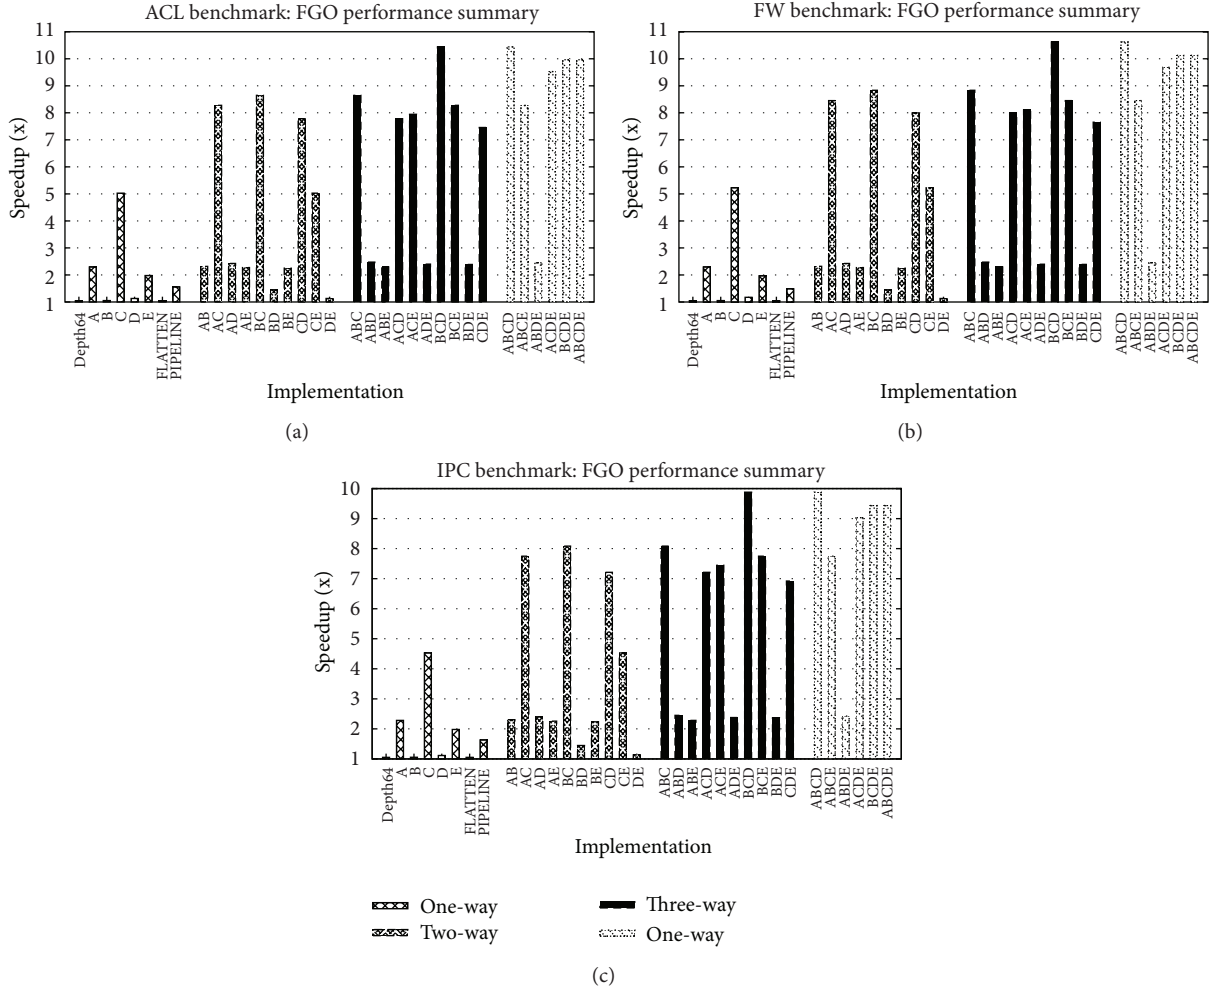 ACL benchmark: FGO performance summary
11
10
9
8
7
6
5
4
3
2
1
Speedup (x)
Depth64
A
B
C
D
E
FLATTEN
PIPELINE
AB
AC
AD
AE
BC
BD
BE
CD
CE
DE
ABC
ABD
ABE
ACD
ACE
ADE
BCD
BCE
BDE
CDE
ABCD
ABCE
ABDE
ACDE
BCDE
ABCDE
Implementation
(a)
FW benchmark: FGO performance summary
11
10
9
8
7
6
5
4
3
2
1
Speedup (x)
Depth64
A
B
C
D
E
FLATTEN
PIPELINE
AB
AC
AD
AE
BC
BD
BE
CD
CE
DE
ABC
ABD
ABE
ACD
ACE
ADE
BCD
BCE
BDE
CDE
ABCD
ABCE
ABDE
ACDE
BCDE
ABCDE
Implementation
(b)
IPC benchmark: FGO performance summary
10
9
8
7
6
5
4
3
2
1
Speedup (x)
Depth64
A
B
C
D
E
FLATTEN
PIPELINE
AB
AC
AD
AE
BC
BD
BE
CD
CE
DE
ABC
ABD
ABE
ACD
ACE
ADE
BCD
BCE
BDE
CDE
ABCD
ABCE
ABDE
ACDE
BCDE
ABCDE
Implementation
One-way
Two-way
Three-way
One-way
(c)